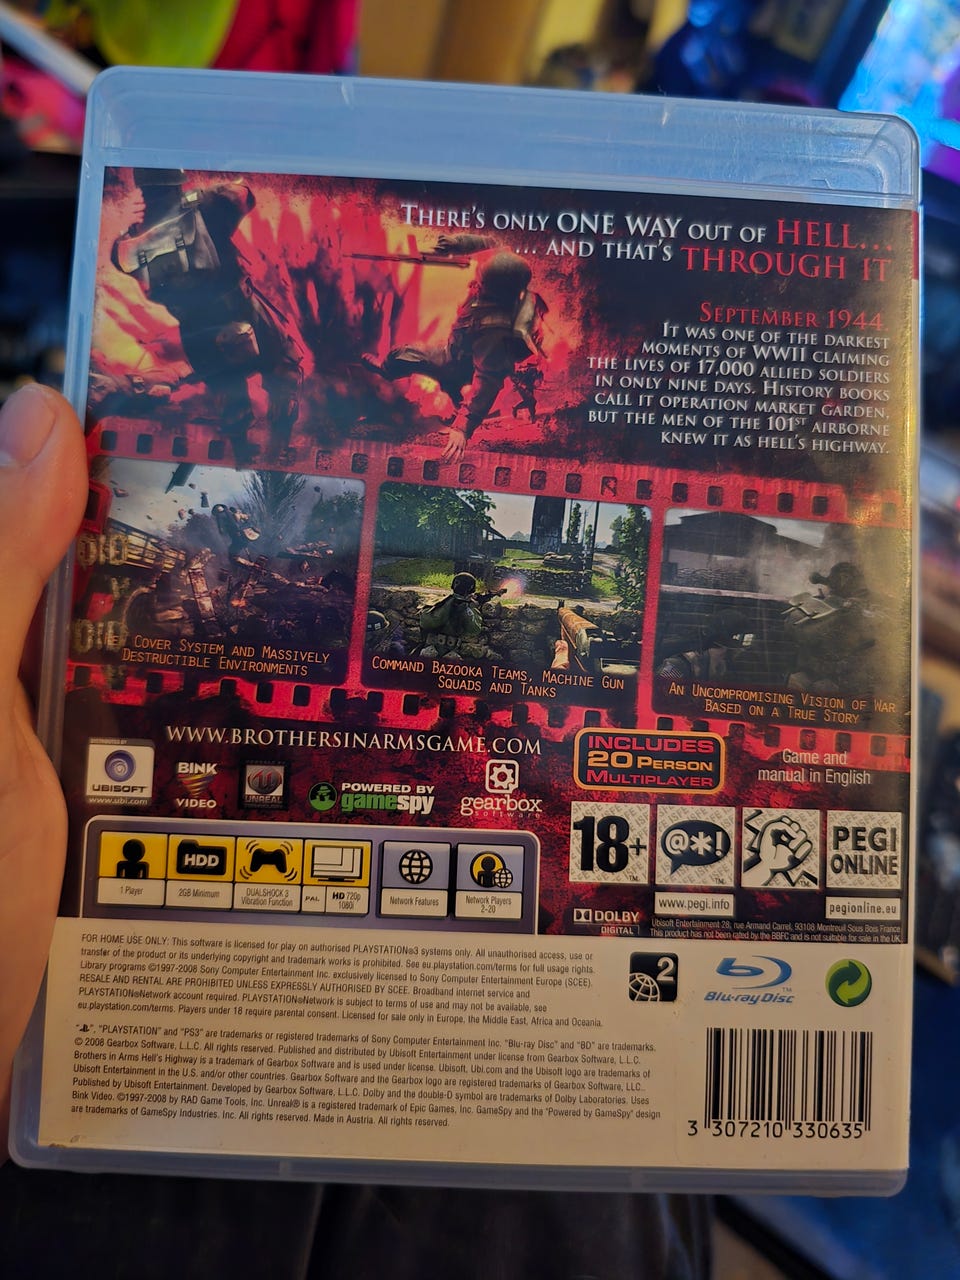 THERE'S ONLY ONE WAY OUT OF HELL...
... AND THAT'S THROUGH IT
SEPTEMBER 1944.
IT WAS ONE OF THE DARKEST
MOMENTS OF WWII CLAIMING
THE LIVES OF 17,000 ALLIED SOLDIERS
IN ONLY NINE DAYS. HISTORY BOOKS
CALL IT OPERATION MARKET GARDEN,
BUT THE MEN OF THE 101ST AIRBORNE
KNEW IT AS HELL'S HIGHWAY.
COVER SYSTEM AND MASSIVELY
DESTRUCTIBLE ENVIRONMENTS
COMMAND BAZOOKA TEAMS, MACHINE GUN
SQUADS AND TANKS
AN UNCOMPROMISING VISION OF WAR
BASED ON A TRUE STORY
WWW.BROTHERSINARMSGAME.COM
INCLUDES
20 PERSON
MULTIPLAYER
Game and
manual in English
UBISOFT
www.ubi.com
BINK
VIDEO
UNREAL
POWERED BY
gamespy
gearbox
software
18+
@*!
PEGI
ONLINE
www.pegi.info
pegionline.eu
1 Player
HDD
2GB Minimum
DUALSHOCK 3
Vibration Function
PAL
HD 720p
1080i
Network Features
Network Players
2-20
DOLBY
DIGITAL
Ubisoft Entertainment 28, rue Armand Carrel, 93108 Montreuil Sous Bois France
This product has not been rated by the BBFC and is not suitable for sale in the UK
FOR HOME USE ONLY: This software is licensed for play on authorised PLAYSTATION®3 systems only. All unauthorised access, use or
transfer of the product or its underlying copyright and trademark works is prohibited. See eu.playstation.com/terms for full usage rights.
Library programs ©1997-2008 Sony Computer Entertainment Inc. exclusively licensed to Sony Computer Entertainment Europe (SCEE).
RESALE AND RENTAL ARE PROHIBITED UNLESS EXPRESSLY AUTHORISED BY SCEE. Broadband internet service and
PLAYSTATION®Network account required. PLAYSTATION®Network is subject to terms of use and may not be available, see
eu.playstation.com/terms. Players under 18 require parental consent. Licensed for sale only in Europe, the Middle East, Africa and Oceania.
2
Blu-ray Disc
"", "PLAYSTATION" and "PS3" are trademarks or registered trademarks of Sony Computer Entertainment Inc. "Blu-ray Disc" and "BD" are trademarks.
© 2008 Gearbox Software, L.L.C. All rights reserved. Published and distributed by Ubisoft Entertainment under license from Gearbox Software, L.L.C.
Brothers in Arms Hell's Highway is a trademark of Gearbox Software and is used under license. Ubisoft, Ubi.com and the Ubisoft logo are trademarks of
Ubisoft Entertainment in the U.S. and/or other countries. Gearbox Software and the Gearbox logo are registered trademarks of Gearbox Software, LLC..
Published by Ubisoft Entertainment. Developed by Gearbox Software, L.L.C. Dolby and the double-D symbol are trademarks of Dolby Laboratories. Uses
Bink Video. ©1997-2008 by RAD Game Tools, Inc. Unreal® is a registered trademark of Epic Games, Inc. GameSpy and the "Powered by GameSpy" design
are trademarks of GameSpy Industries, Inc. All rights reserved. Made in Austria. All rights reserved.
3 307210 330635